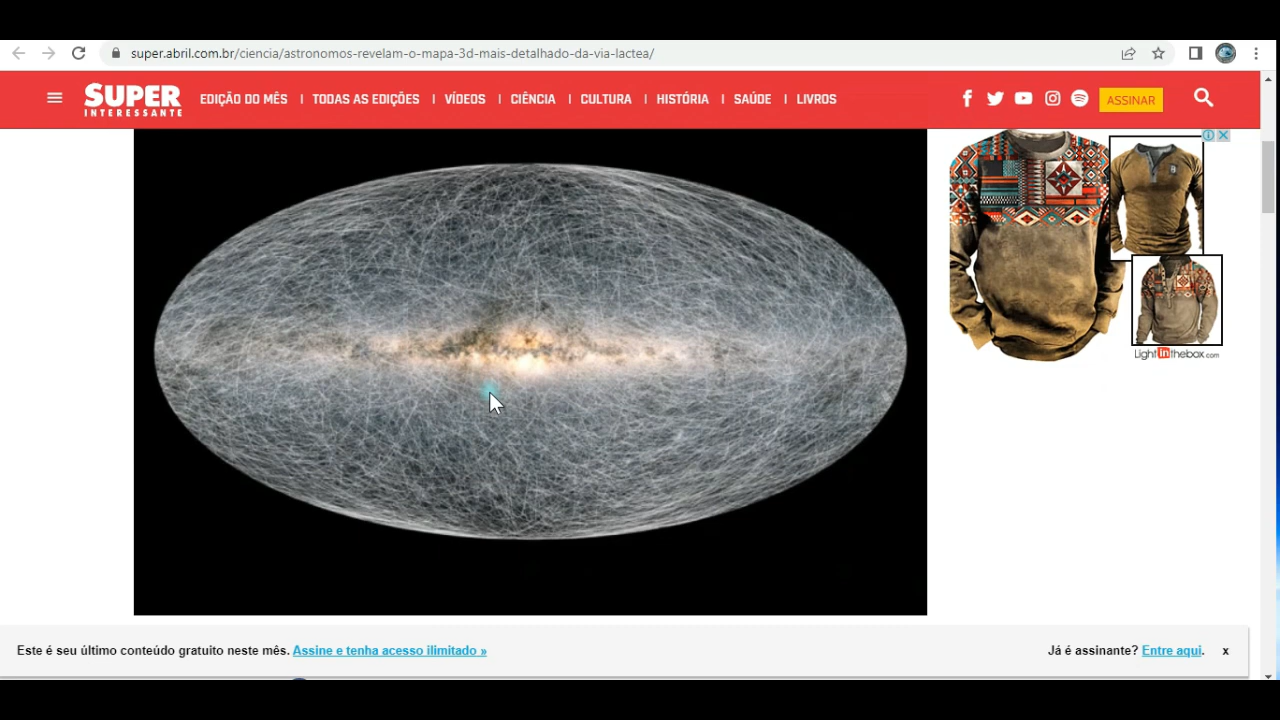 super.abril.com.br/ciencia/astronomos-revelam-o-mapa-3d-mais-detalhado-da-via-lactea/
SUPER
INTERESSANTE
EDIÇÃO DO MÊS | TODAS AS EDIÇÕES | VÍDEOS | CIÊNCIA | CULTURA | HISTÓRIA | SAÚDE | LIVROS
ASSINAR
Lightinthebox.com
Este é seu último conteúdo gratuito neste mês. Assine e tenha acesso ilimitado »
Já é assinante? Entre aqui. x